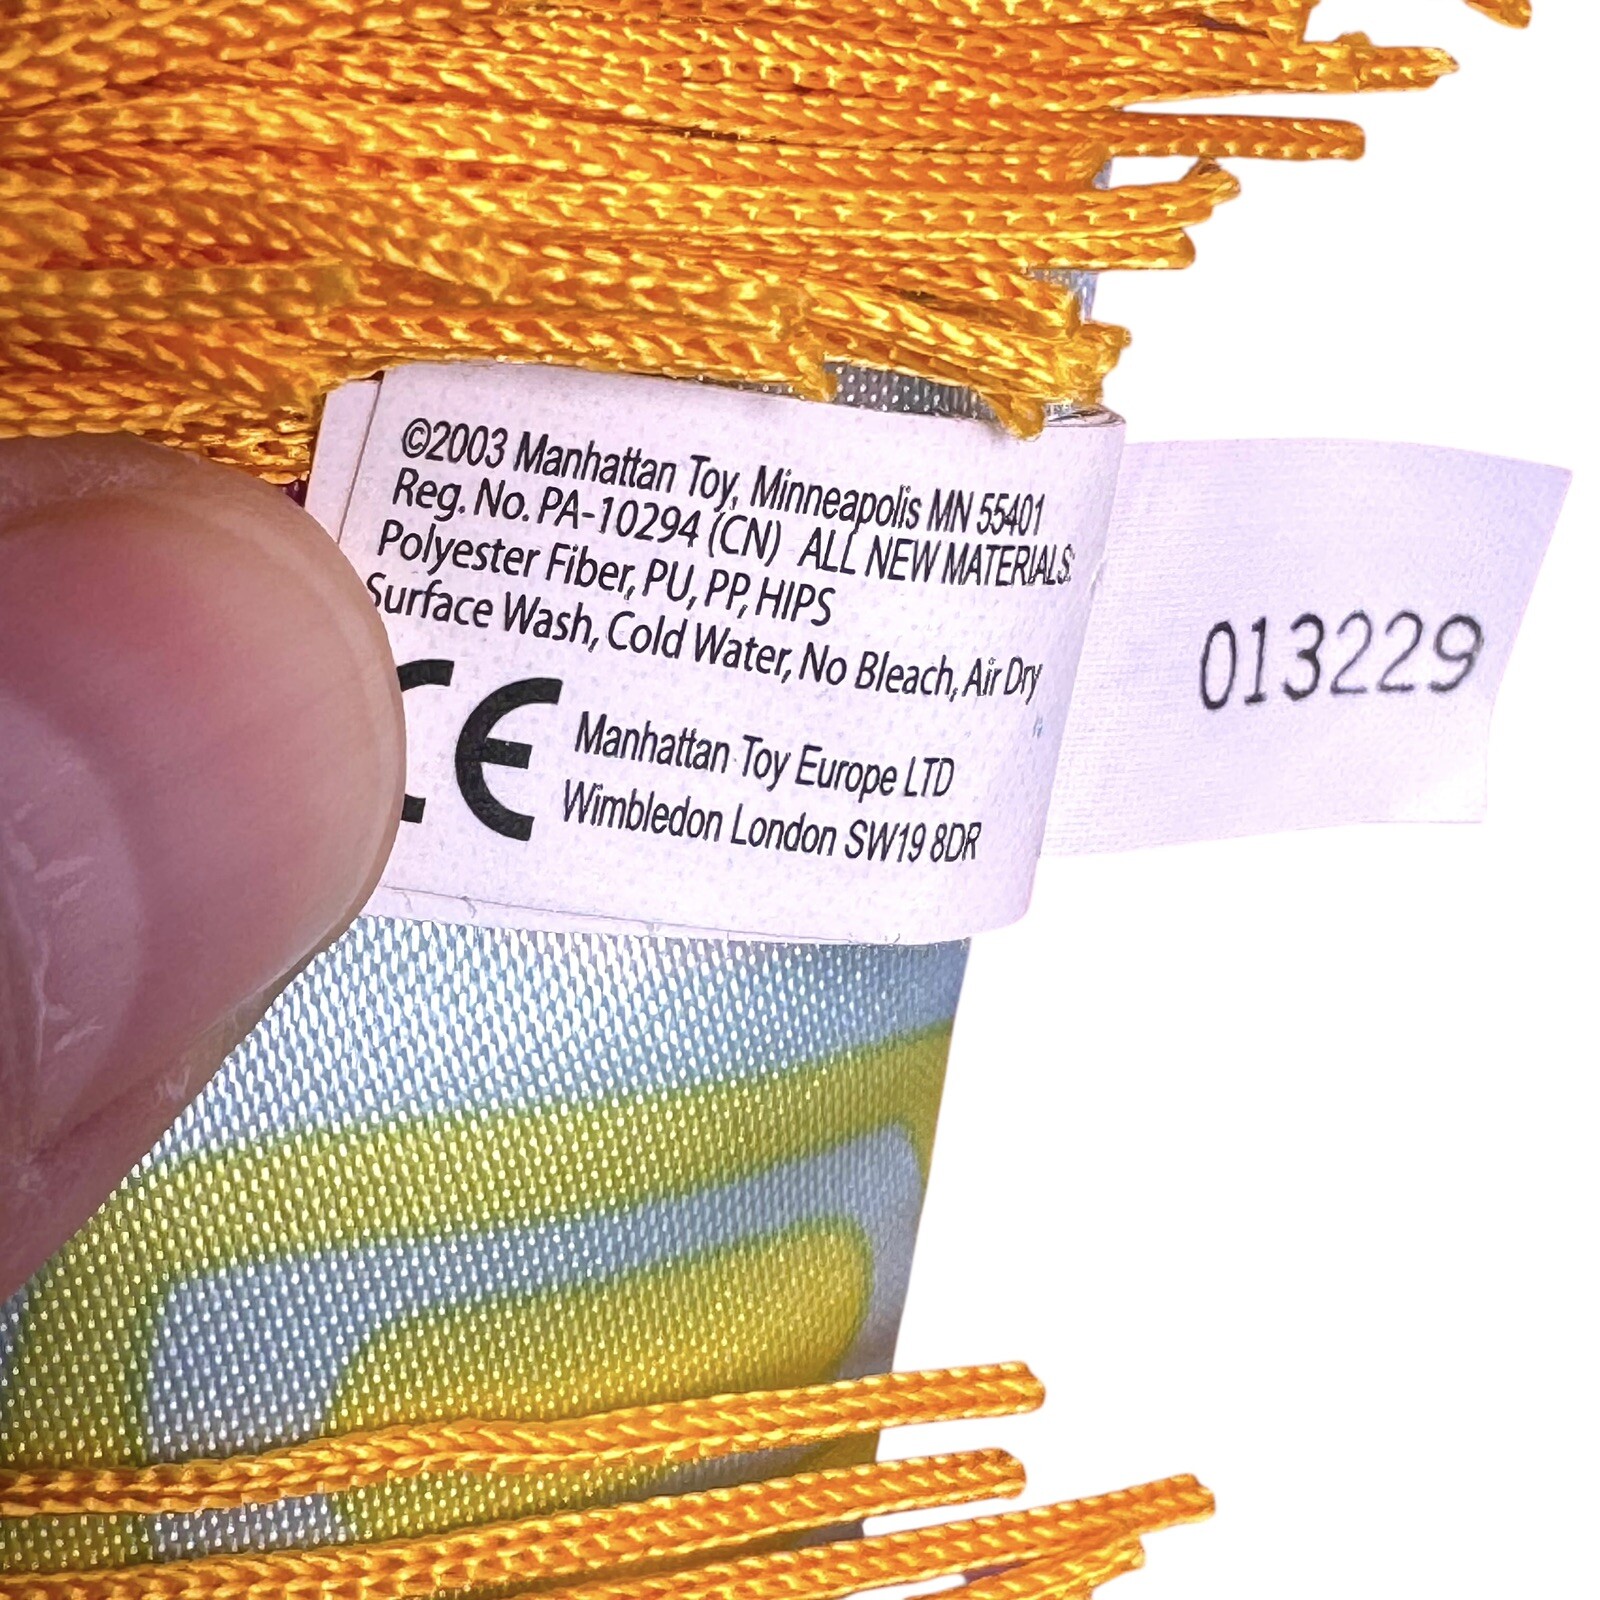 ©2003 Manhattan Toy, Minneapolis MN 55401
Reg. No. PA-10294 (CN) ALL NEW MATERIALS:
Polyester Fiber, PU, PP, HIPS
Surface Wash, Cold Water, No Bleach, Air Dry
CE
Manhattan Toy Europe LTD
Wimbledon London SW19 8DR
013229